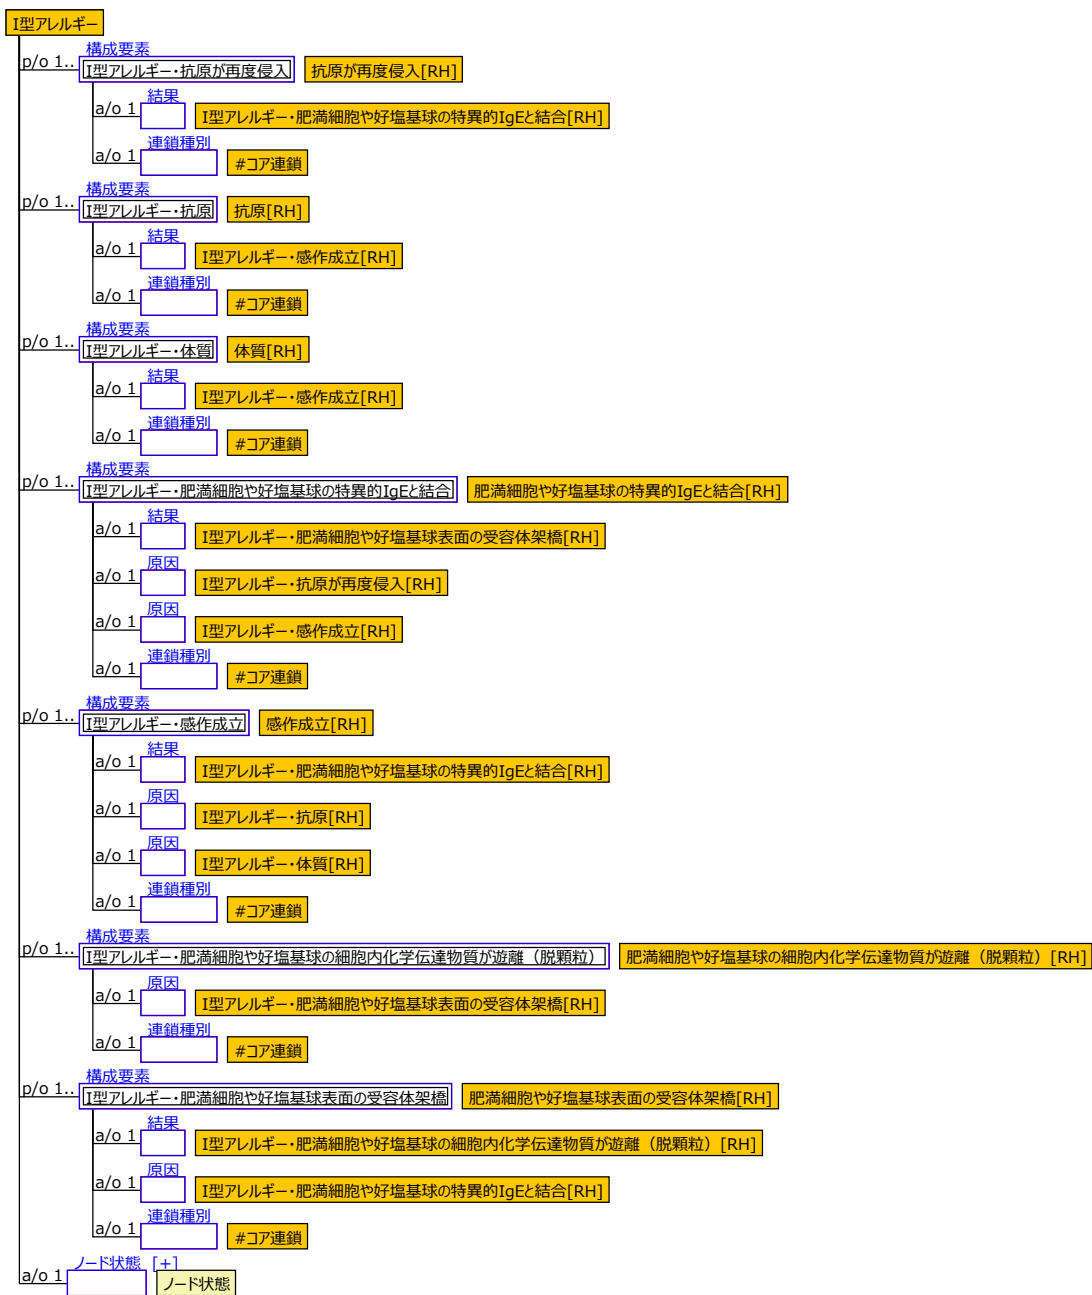 I型アレルギー
構成要素
p/o 1.. I型アレルギー・抗原が再度侵入 抗原が再度侵入[RH]
結果
a/o 1 I型アレルギー・肥満細胞や好塩基球の特異的IgEと結合[RH]
連鎖種別
a/o 1 #コア連鎖
構成要素
p/o 1.. I型アレルギー・抗原 抗原[RH]
結果
a/o 1 I型アレルギー・感作成立[RH]
連鎖種別
a/o 1 #コア連鎖
構成要素
p/o 1.. I型アレルギー・体質 体質[RH]
結果
a/o 1 I型アレルギー・感作成立[RH]
連鎖種別
a/o 1 #コア連鎖
構成要素
p/o 1.. I型アレルギー・肥満細胞や好塩基球の特異的IgEと結合 肥満細胞や好塩基球の特異的IgEと結合[RH]
結果
a/o 1 I型アレルギー・肥満細胞や好塩基球表面の受容体架橋[RH]
原因
a/o 1 I型アレルギー・抗原が再度侵入[RH]
原因
a/o 1 I型アレルギー・感作成立[RH]
連鎖種別
a/o 1 #コア連鎖
構成要素
p/o 1.. I型アレルギー・感作成立 感作成立[RH]
結果
a/o 1 I型アレルギー・肥満細胞や好塩基球の特異的IgEと結合[RH]
原因
a/o 1 I型アレルギー・抗原[RH]
原因
a/o 1 I型アレルギー・体質[RH]
連鎖種別
a/o 1 #コア連鎖
構成要素
p/o 1.. I型アレルギー・肥満細胞や好塩基球の細胞内化学伝達物質が遊離（脱顆粒） 肥満細胞や好塩基球の細胞内化学伝達物質が遊離（脱顆粒）[RH]
原因
a/o 1 I型アレルギー・肥満細胞や好塩基球表面の受容体架橋[RH]
連鎖種別
a/o 1 #コア連鎖
構成要素
p/o 1.. I型アレルギー・肥満細胞や好塩基球表面の受容体架橋 肥満細胞や好塩基球表面の受容体架橋[RH]
結果
a/o 1 I型アレルギー・肥満細胞や好塩基球の細胞内化学伝達物質が遊離（脱顆粒）[RH]
原因
a/o 1 I型アレルギー・肥満細胞や好塩基球の特異的IgEと結合[RH]
連鎖種別
a/o 1 #コア連鎖
ノード状態 [+]
a/o 1 ノード状態